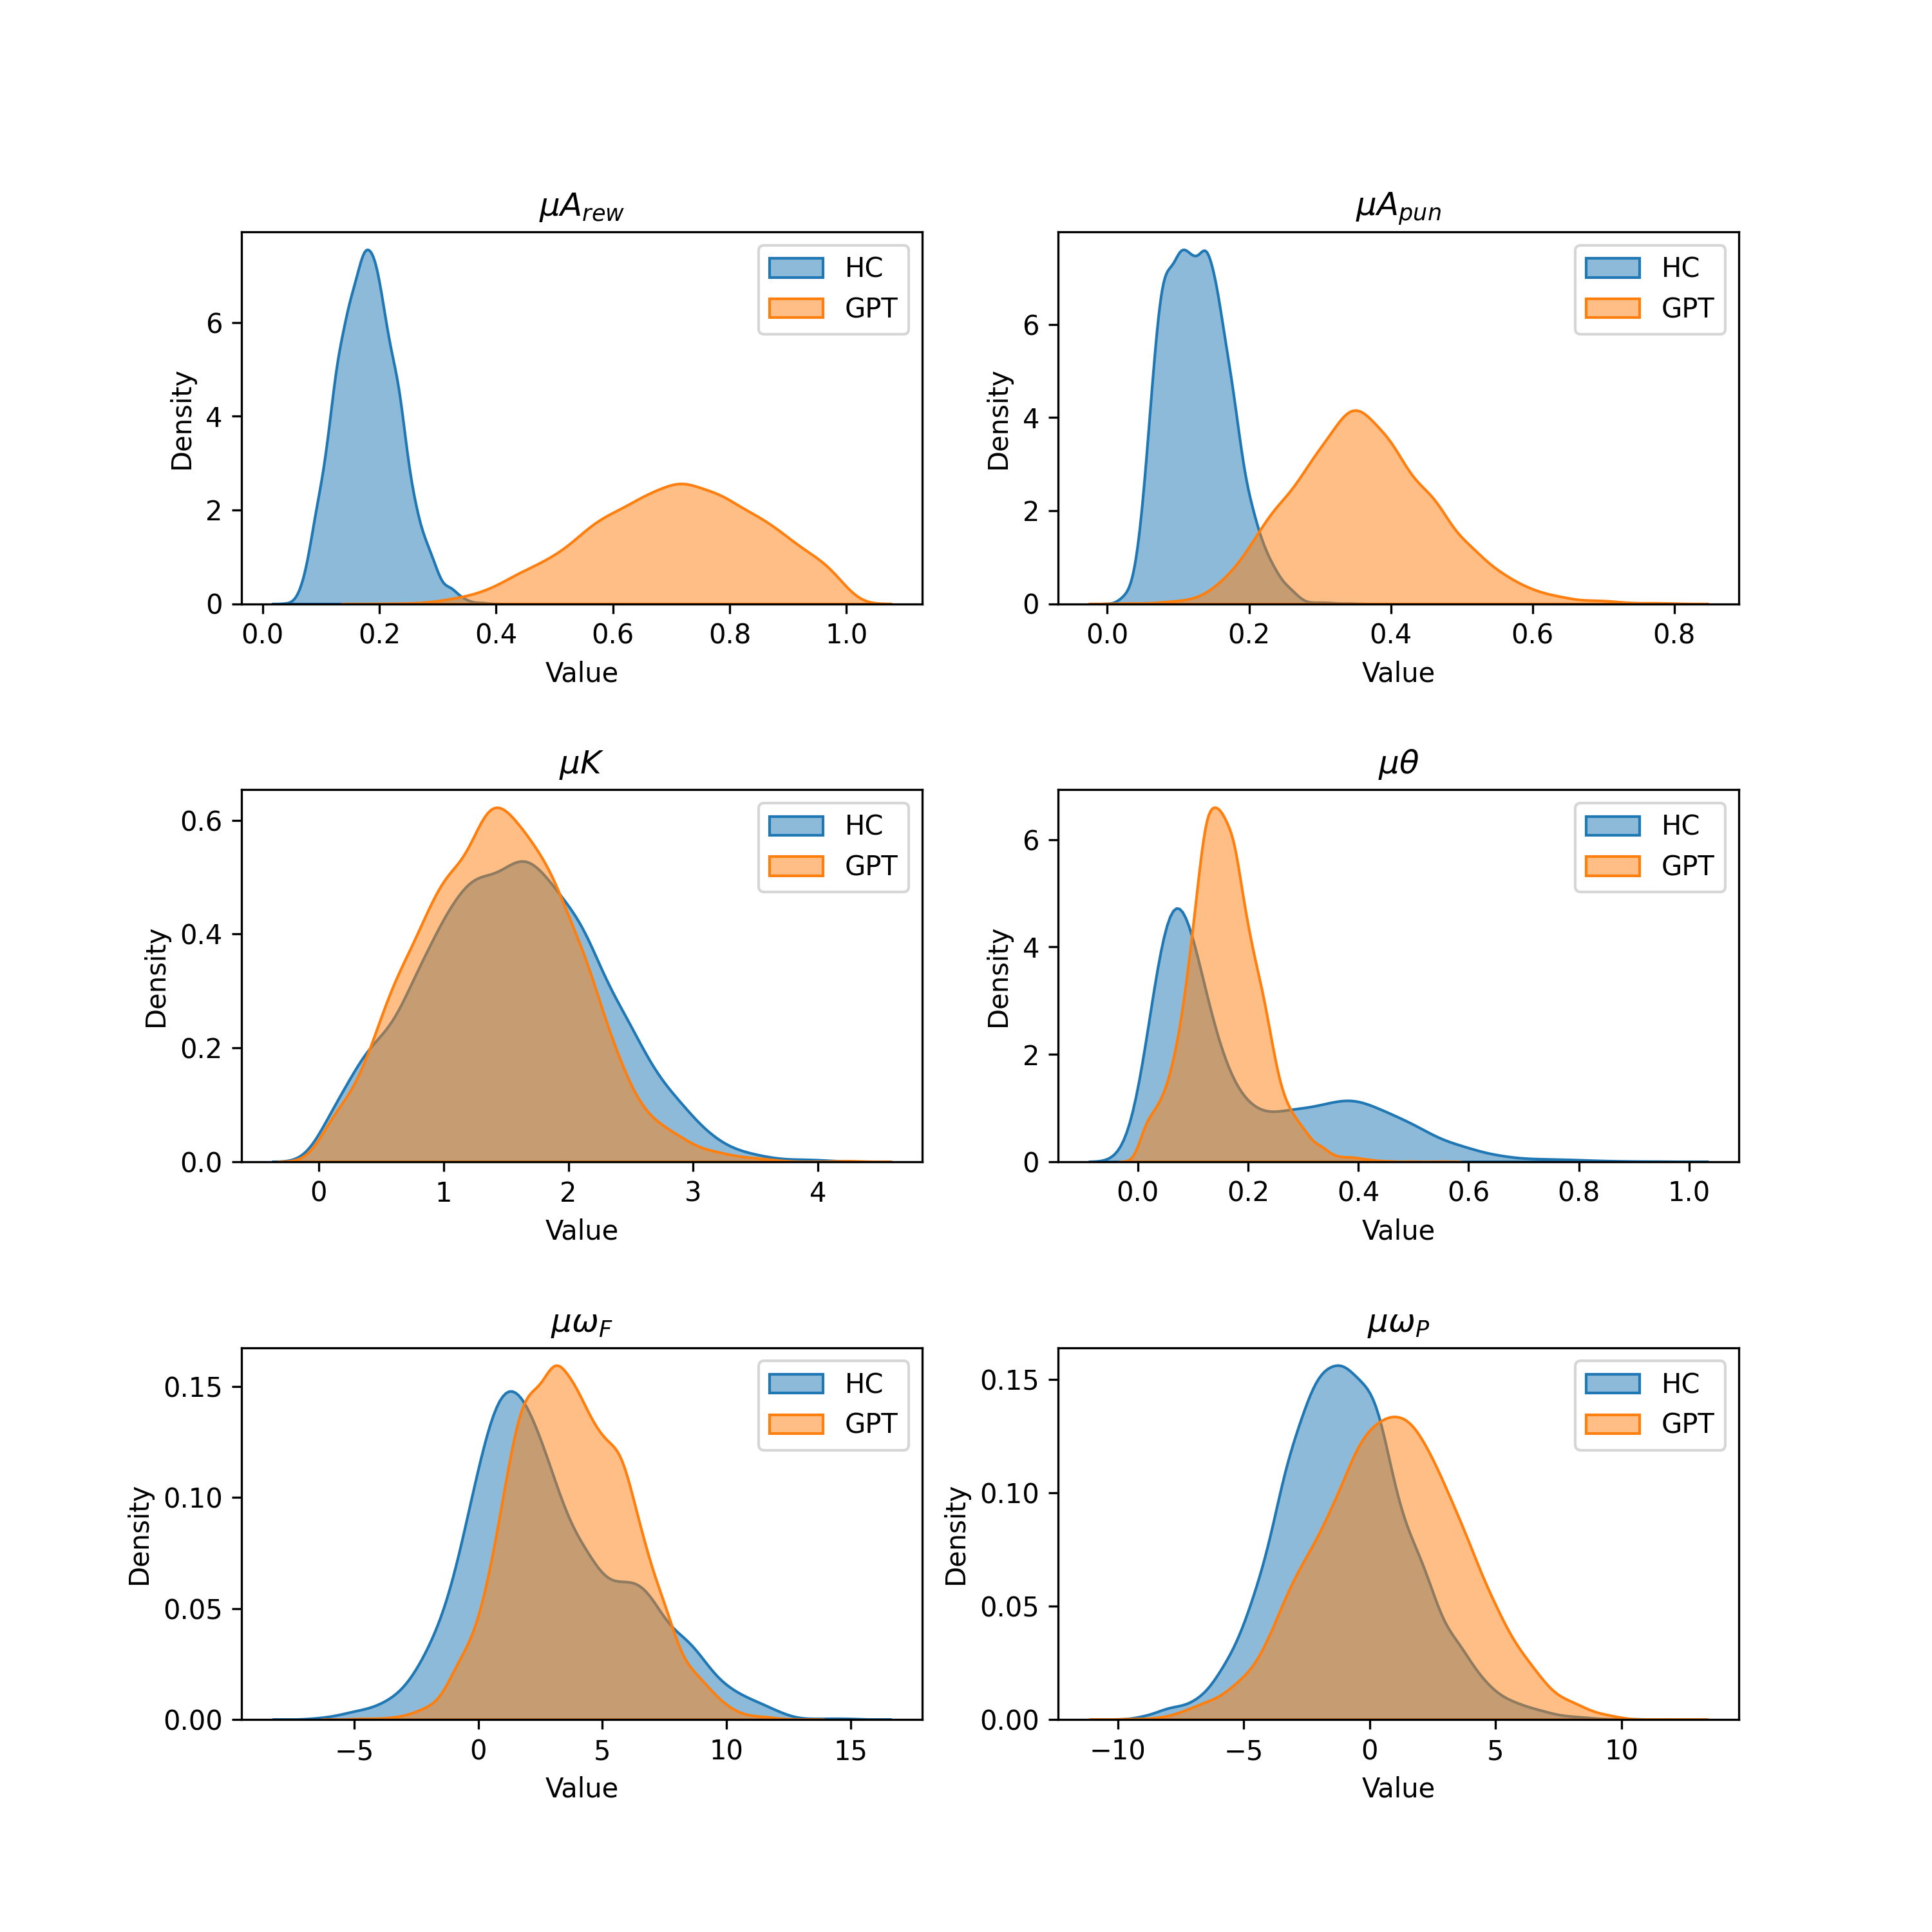 μA_rew
HC
GPT
Density
0
2
4
6
0.0 0.2 0.4 0.6 0.8 1.0
Value
μA_pun
HC
GPT
Density
0
2
4
6
0.0 0.2 0.4 0.6 0.8
Value
μK
HC
GPT
Density
0.0
0.2
0.4
0.6
0 1 2 3 4
Value
μθ
HC
GPT
Density
0
2
4
6
0.0 0.2 0.4 0.6 0.8 1.0
Value
μω_F
HC
GPT
Density
0.00
0.05
0.10
0.15
−5 0 5 10 15
Value
μω_P
HC
GPT
Density
0.00
0.05
0.10
0.15
−10 −5 0 5 10
Value